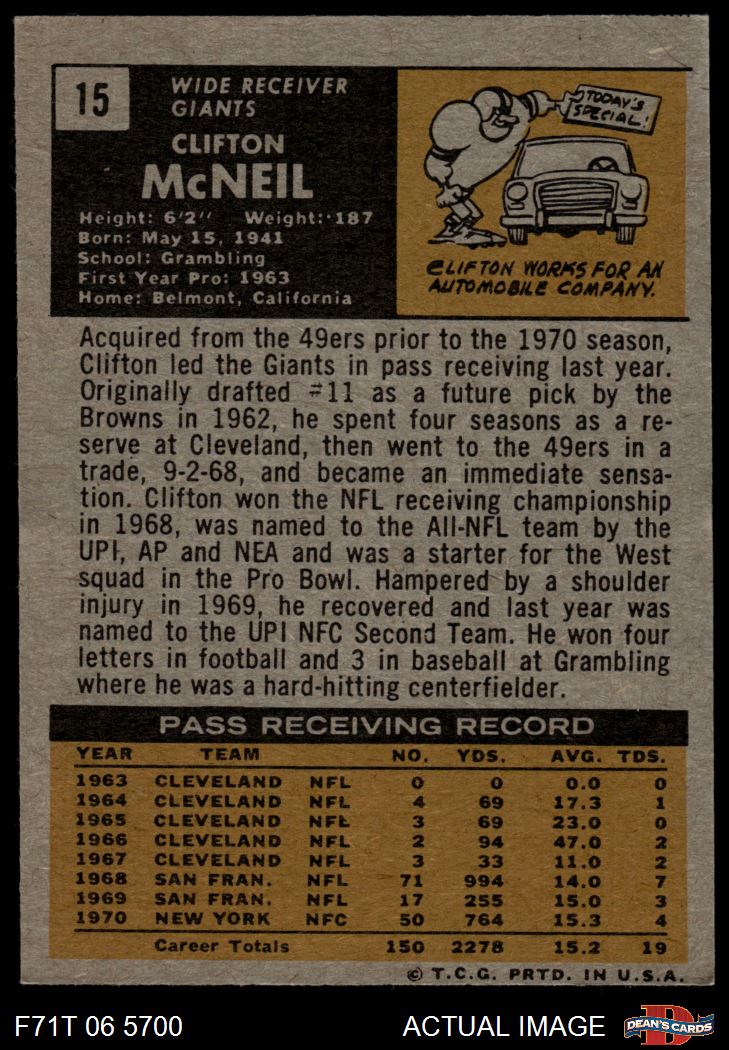 15
WIDE RECEIVER
GIANTS
CLIFTON
McNEIL
Height: 6'2" Weight: 187
Born: May 15, 1941
School: Grambling
First Year Pro: 1963
Home: Belmont, California
TODAY'S
SPECIAL!
CLIFTON WORKS FOR AN
AUTOMOBILE COMPANY.
Acquired from the 49ers prior to the 1970 season,
Clifton led the Giants in pass receiving last year.
Originally drafted #11 as a future pick by the
Browns in 1962, he spent four seasons as a re-
serve at Cleveland, then went to the 49ers in a
trade, 9-2-68, and became an immediate sensa-
tion. Clifton won the NFL receiving championship
in 1968, was named to the All-NFL team by the
UPI, AP and NEA and was a starter for the West
squad in the Pro Bowl. Hampered by a shoulder
injury in 1969, he recovered and last year was
named to the UPI NFC Second Team. He won four
letters in football and 3 in baseball at Grambling
where he was a hard-hitting centerfielder.
PASS RECEIVING RECORD
YEAR TEAM NO. YDS. AVG. TDS.
1963 CLEVELAND NFL 0 0 0.0 0
1964 CLEVELAND NFL 4 69 17.3 1
1965 CLEVELAND NFL 3 69 23.0 0
1966 CLEVELAND NFL 2 94 47.0 2
1967 CLEVELAND NFL 3 33 11.0 2
1968 SAN FRAN. NFL 71 994 14.0 7
1969 SAN FRAN. NFL 17 255 15.0 3
1970 NEW YORK NFC 50 764 15.3 4
Career Totals 150 2278 15.2 19
© T.C.G. PRTD. IN U.S.A.
F71T 06 5700 ACTUAL IMAGE
D
DEAN'S CARDS